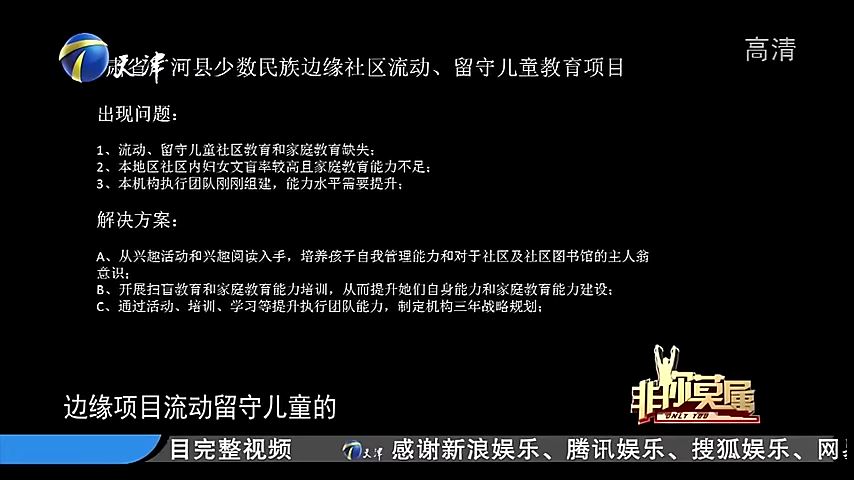 天津
高清
肃省广河县少数民族边缘社区流动、留守儿童教育项目
出现问题：
1、流动、留守儿童社区教育和家庭教育缺失；
2、本地区社区内妇女文盲率较高且家庭教育能力不足；
3、本机构执行团队刚刚组建，能力水平需要提升；
解决方案：
A、从兴趣活动和兴趣阅读入手，培养孩子自我管理能力和对于社区及社区图书馆的主人翁
意识；
B、开展扫盲教育和家庭教育能力培训，从而提升她们自身能力和家庭教育能力建设；
C、通过活动、培训、学习等提升执行团队能力，制定机构三年战略规划；
非你莫属
ONLY YOU
边缘项目流动留守儿童的
目完整视频 天津 感谢新浪娱乐、腾讯娱乐、搜狐娱乐、网易